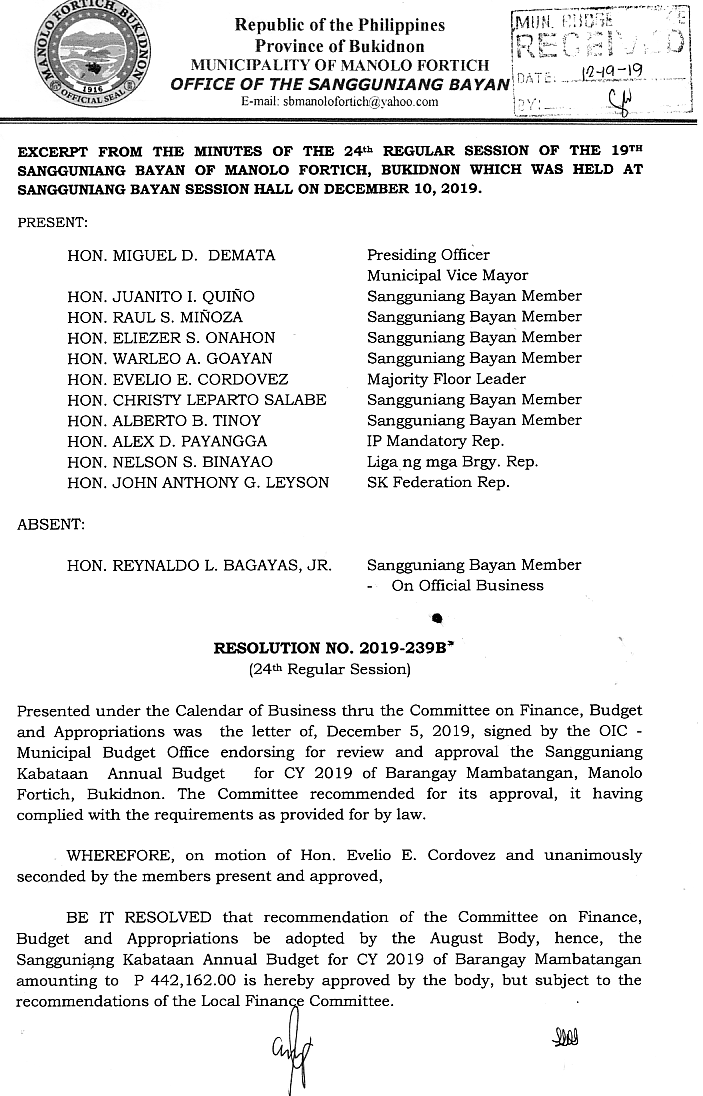 MANOLO FORTICH, BUKIDNON
1916
OFFICIAL SEAL
Republic of the Philippines
Province of Bukidnon
MUNICIPALITY OF MANOLO FORTICH
OFFICE OF THE SANGGUNIANG BAYAN
E-mail: sbmanolofortich@yahoo.com
MUN.
RECEIVED
DATE: 12-19-19
BY:
EXCERPT FROM THE MINUTES OF THE 24th REGULAR SESSION OF THE 19TH
SANGGUNIANG BAYAN OF MANOLO FORTICH, BUKIDNON WHICH WAS HELD AT
SANGGUNIANG BAYAN SESSION HALL ON DECEMBER 10, 2019.
PRESENT:
HON. MIGUEL D. DEMATA Presiding Officer
Municipal Vice Mayor
HON. JUANITO I. QUIÑO Sangguniang Bayan Member
HON. RAUL S. MIÑOZA Sangguniang Bayan Member
HON. ELIEZER S. ONAHON Sangguniang Bayan Member
HON. WARLEO A. GOAYAN Sangguniang Bayan Member
HON. EVELIO E. CORDOVEZ Majority Floor Leader
HON. CHRISTY LEPARTO SALABE Sangguniang Bayan Member
HON. ALBERTO B. TINOY Sangguniang Bayan Member
HON. ALEX D. PAYANGGA IP Mandatory Rep.
HON. NELSON S. BINAYAO Liga ng mga Brgy. Rep.
HON. JOHN ANTHONY G. LEYSON SK Federation Rep.
ABSENT:
HON. REYNALDO L. BAGAYAS, JR. Sangguniang Bayan Member
- On Official Business
RESOLUTION NO. 2019-239B
(24th Regular Session)
Presented under the Calendar of Business thru the Committee on Finance, Budget
and Appropriations was the letter of, December 5, 2019, signed by the OIC -
Municipal Budget Office endorsing for review and approval the Sangguniang
Kabataan Annual Budget for CY 2019 of Barangay Mambatangan, Manolo
Fortich, Bukidnon. The Committee recommended for its approval, it having
complied with the requirements as provided for by law.
WHEREFORE, on motion of Hon. Evelio E. Cordovez and unanimously
seconded by the members present and approved,
BE IT RESOLVED that recommendation of the Committee on Finance,
Budget and Appropriations be adopted by the August Body, hence, the
Sangguniang Kabataan Annual Budget for CY 2019 of Barangay Mambatangan
amounting to P 442,162.00 is hereby approved by the body, but subject to the
recommendations of the Local Finance Committee.